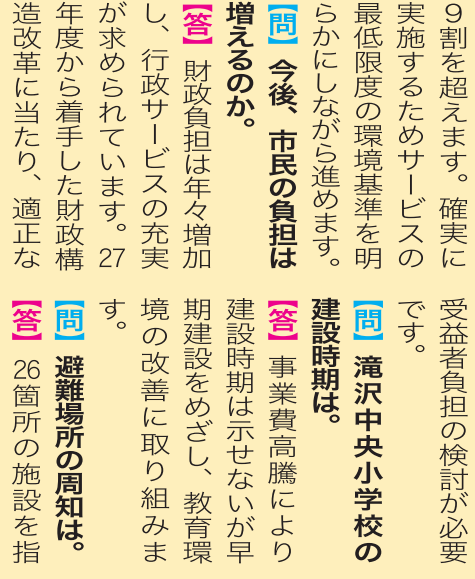 ９割を超えます。確実に
実施するためサービスの
最低限度の環境基準を明
らかにしながら進めます。
【問】 今後、市民の負担は
増えるのか。
【答】 財政負担は年々増加
し、行政サービスの充実
が求められています。27
年度から着手した財政構
造改革に当たり、適正な
受益者負担の検討が必要
です。
【問】 滝沢中央小学校の
建設時期は。
【答】 事業費高騰により
建設時期は示せないが早
期建設をめざし、教育環
境の改善に取り組みま
す。
【問】 避難場所の周知は。
【答】 26箇所の施設を指